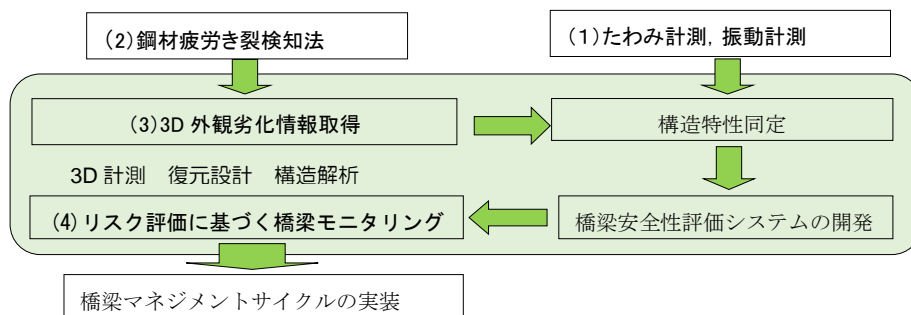 (2)鋼材疲労き裂検知法
(1)たわみ計測，振動計測
(3)3D 外観劣化情報取得
構造特性同定
3D 計測　復元設計　構造解析
(4)リスク評価に基づく橋梁モニタリング
橋梁安全性評価システムの開発
橋梁マネジメントサイクルの実装